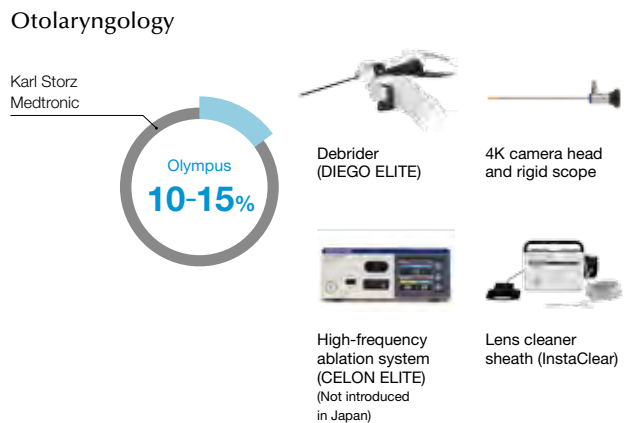 Otolaryngology
Karl Storz
Medtronic
Olympus
10-15%
Debrider
(DIEGO ELITE)
4K camera head
and rigid scope
High-frequency
ablation system
(CELON ELITE)
(Not introduced
in Japan)
Lens cleaner
sheath (InstaClear)